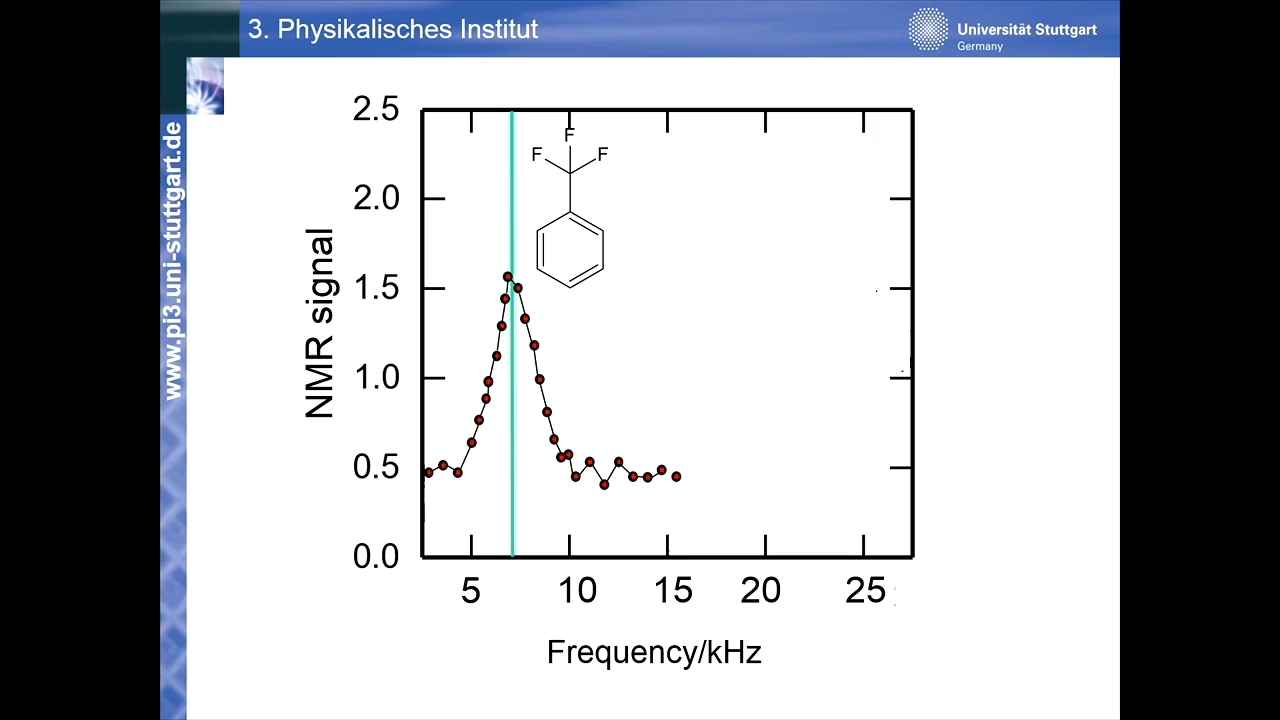 3. Physikalisches Institut
Universität Stuttgart
Germany
www.pi3.uni-stuttgart.de
2.5
2.0
1.5
1.0
0.5
0.0
NMR signal
F
F F
5 10 15 20 25
Frequency/kHz